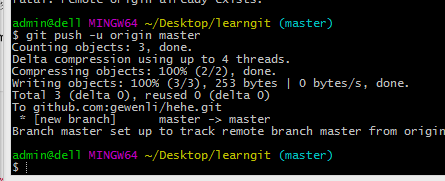 fatal: remote origin already exists.
admin@dell MINGW64 ~/Desktop/learngit (master)
$ git push -u origin master
Counting objects: 3, done.
Delta compression using up to 4 threads.
Compressing objects: 100% (2/2), done.
Writing objects: 100% (3/3), 253 bytes | 0 bytes/s, done.
Total 3 (delta 0), reused 0 (delta 0)
To github.com:gewenli/hehe.git
* [new branch] master -> master
Branch master set up to track remote branch master from origin
admin@dell MINGW64 ~/Desktop/learngit (master)
$